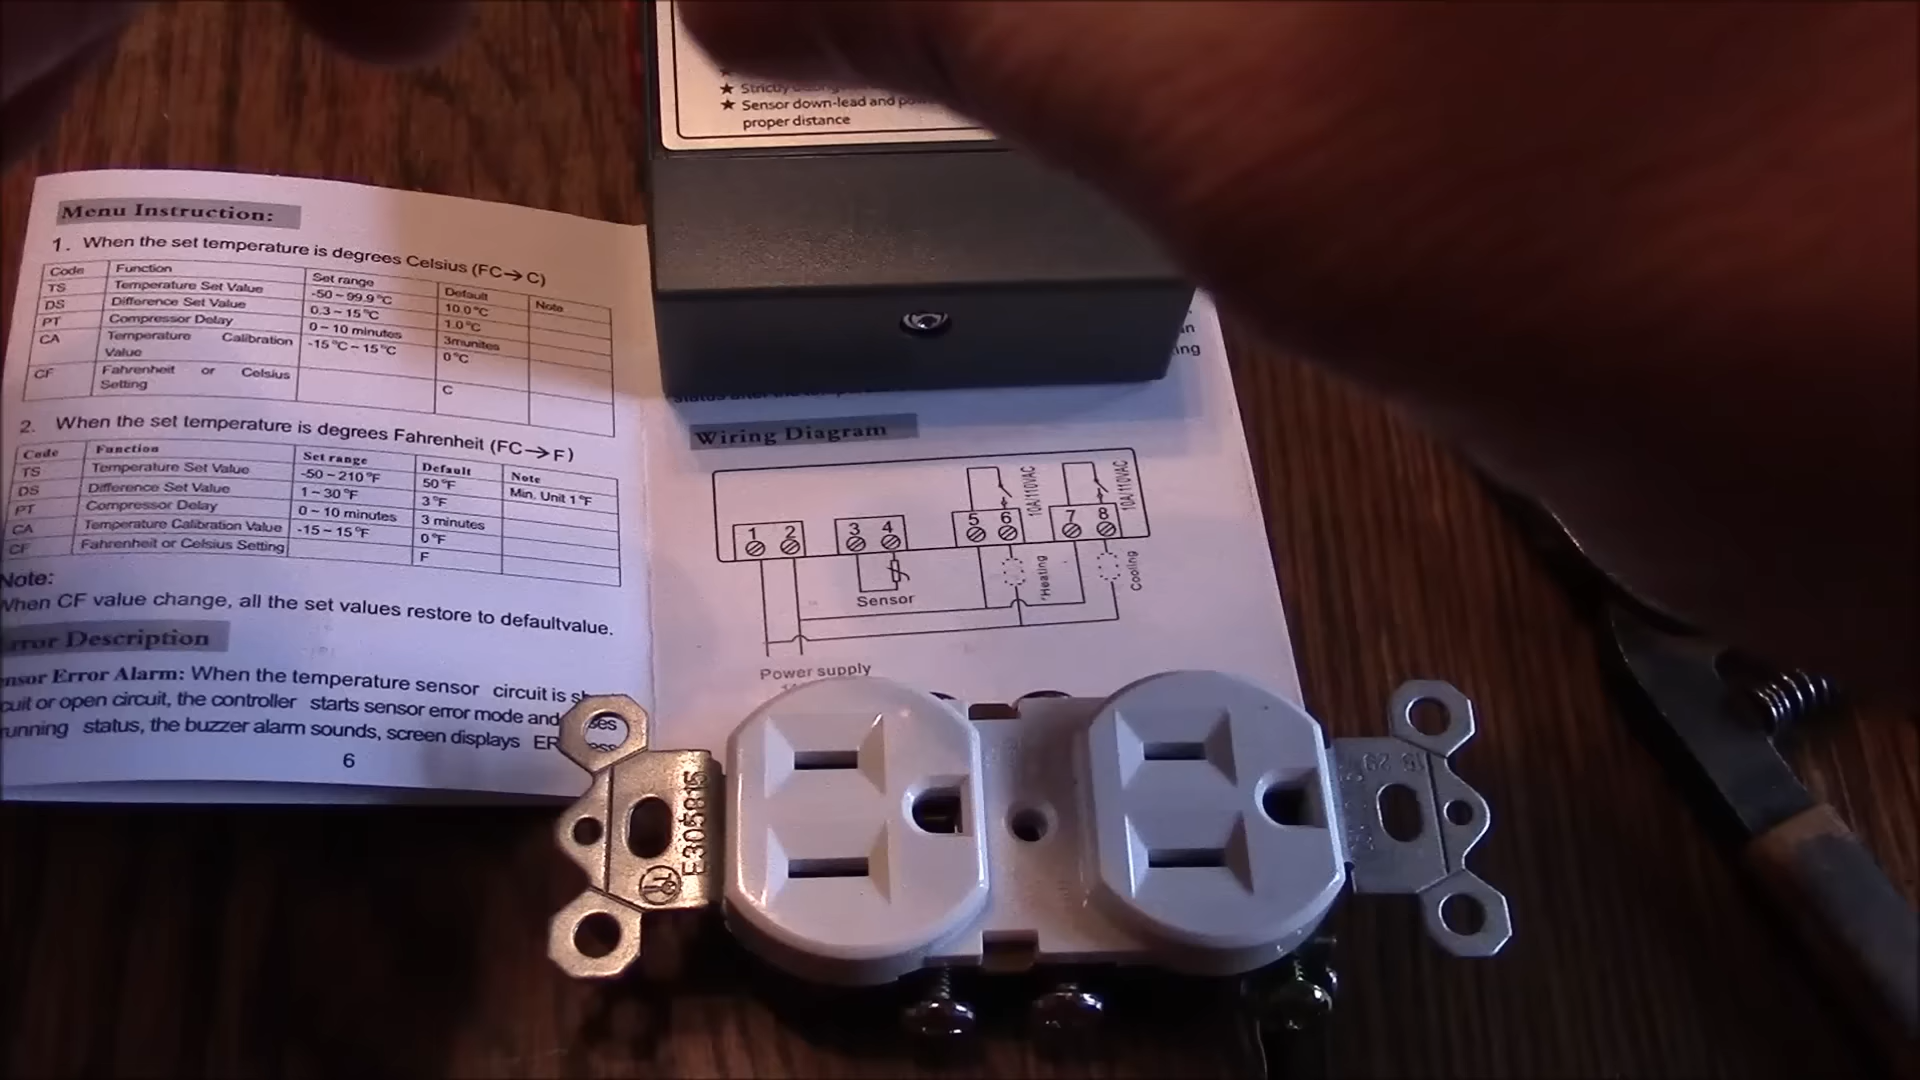 ★ Strictly
★ Sensor down-lead and
proper distance
Menu Instruction:
1. When the set temperature is degrees Celsius (FC→C)
Code Function Set range Default Note
TS Temperature Set Value -50~99.9℃ 10.0℃
DS Difference Set Value 0.3~15℃ 1.0℃
PT Compressor Delay 0~10 minutes 3munites
CA Temperature Calibration Value -15℃~15℃ 0℃
CF Fahrenheit or Celsius Setting C
2. When the set temperature is degrees Fahrenheit (FC→F)
Code Function Set range Default Note
TS Temperature Set Value -50~210℉ 50℉ Min. Unit 1℉
DS Difference Set Value 1~30℉ 3℉
PT Compressor Delay 0~10 minutes 3 minutes
CA Temperature Calibration Value -15~15℉ 0℉
CF Fahrenheit or Celsius Setting F
Note:
When CF value change, all the set values restore to defaultvalue.
Error Description
ensor Error Alarm: When the temperature sensor circuit is
cuit or open circuit, the controller starts sensor error mode and
running status, the buzzer alarm sounds, screen displays ER
6
Wiring Diagram
10A/110VAC 10A/110VAC
1 2 3 4 5 6 7 8
Heating Cooling
Sensor
Power supply
E305815